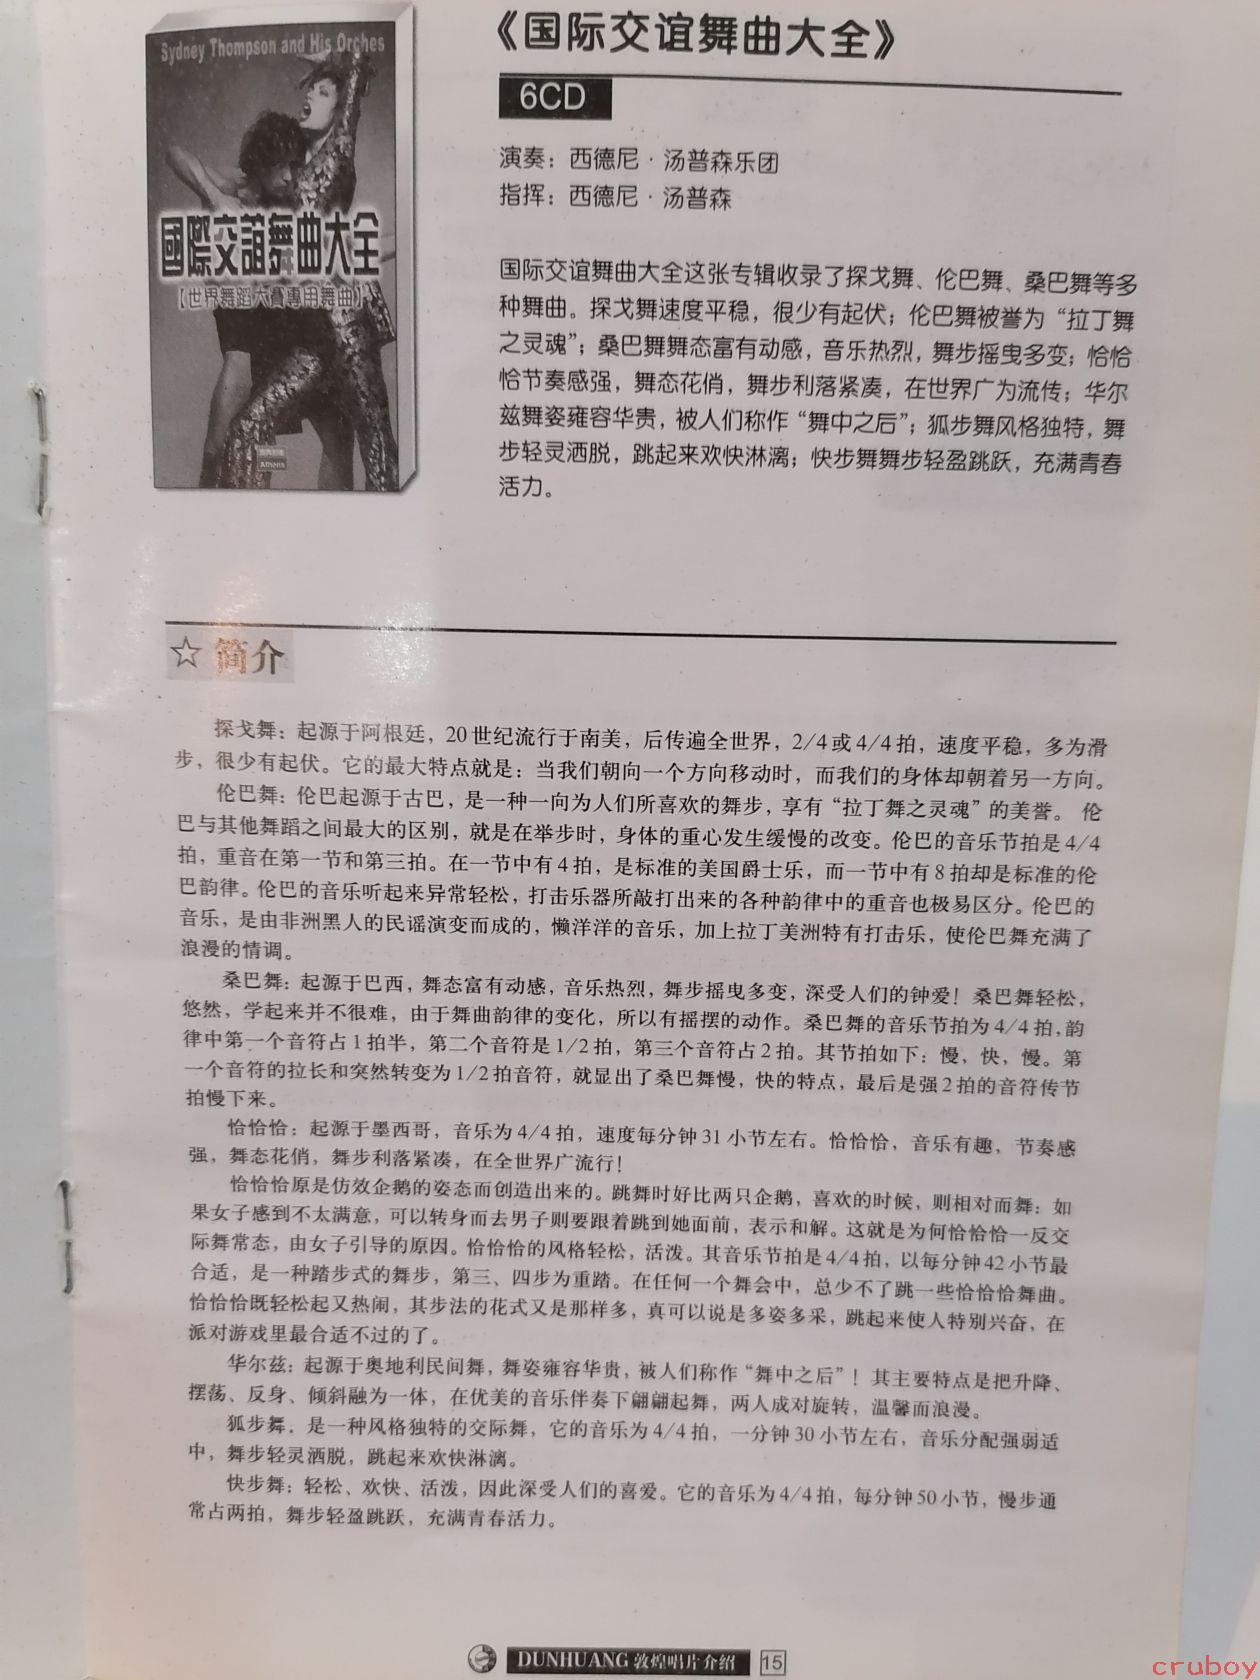 Sydney Thompson and His Orches
國際交誼舞曲大全
【世界舞蹈大賽專用舞曲】
Athens
《国际交谊舞曲大全》
6CD
演奏：西德尼·汤普森乐团
指挥：西德尼·汤普森
国际交谊舞曲大全这张专辑收录了探戈舞、伦巴舞、桑巴舞等多
种舞曲。探戈舞速度平稳，很少有起伏；伦巴舞被誉为“拉丁舞
之灵魂”；桑巴舞舞态富有动感，音乐热烈，舞步摇曳多变；恰恰
恰节奏感强，舞态花俏，舞步利落紧凑，在世界广为流传；华尔
兹舞姿雍容华贵，被人们称作“舞中之后”；狐步舞风格独特，舞
步轻灵洒脱，跳起来欢快淋漓；快步舞舞步轻盈跳跃，充满青春
活力。
☆ 简介
探戈舞：起源于阿根廷，20世纪流行于南美，后传遍全世界，2/4或4/4拍，速度平稳，多为滑
步，很少有起伏。它的最大特点就是：当我们朝向一个方向移动时，而我们的身体却朝着另一方向。
伦巴舞：伦巴起源于古巴，是一种一向为人们所喜欢的舞步，享有“拉丁舞之灵魂”的美誉。伦
巴与其他舞蹈之间最大的区别，就是在举步时，身体的重心发生缓慢的改变。伦巴的音乐节拍是4/4
拍，重音在第一节和第三拍。在一节中有4拍，是标准的美国爵士乐，而一节中有8拍却是标准的伦
巴韵律。伦巴的音乐听起来异常轻松，打击乐器所敲打出来的各种韵律中的重音也极易区分。伦巴的
音乐，是由非洲黑人的民谣演变而成的，懒洋洋的音乐，加上拉丁美洲特有打击乐，使伦巴舞充满了
浪漫的情调。
桑巴舞：起源于巴西，舞态富有动感，音乐热烈，舞步摇曳多变，深受人们的钟爱！桑巴舞轻松，
悠然，学起来并不很难，由于舞曲韵律的变化，所以有摇摆的动作。桑巴舞的音乐节拍为4/4拍，韵
律中第一个音符占1拍半，第二个音符是1/2拍，第三个音符占2拍。其节拍如下：慢，快，慢。第
一个音符的拉长和突然转变为1/2拍音符，就显出了桑巴舞慢，快的特点，最后是强2拍的音符传节
拍慢下来。
恰恰恰：起源于墨西哥，音乐为4/4拍，速度每分钟31小节左右。恰恰恰，音乐有趣，节奏感
强，舞态花俏，舞步利落紧凑，在全世界广流行！
恰恰恰原是仿效企鹅的姿态而创造出来的。跳舞时好比两只企鹅，喜欢的时候，则相对而舞；如
果女子感到不太满意，可以转身而去男子则要跟着跳到她面前，表示和解。这就是为何恰恰恰一反交
际舞常态，由女子引导的原因。恰恰恰的风格轻松，活泼。其音乐节拍是4/4拍，以每分钟42小节最
合适，是一种踏步式的舞步，第三、四步为重踏。在任何一个舞会中，总少不了跳一些恰恰恰舞曲。
恰恰恰既轻松起又热闹，其步法的花式又是那样多，真可以说是多姿多采，跳起来使人特别兴奋，在
派对游戏里最合适不过的了。
华尔兹：起源于奥地利民间舞，舞姿雍容华贵，被人们称作“舞中之后”！其主要特点是把升降、
摆荡、反身、倾斜融为一体，在优美的音乐伴奏下翩翩起舞，两人成对旋转，温馨而浪漫。
狐步舞，是一种风格独特的交际舞，它的音乐为4/4拍，一分钟30小节左右，音乐分配强弱适
中，舞步轻灵洒脱，跳起来欢快淋漓。
快步舞：轻松、欢快、活泼，因此深受人们的喜爱。它的音乐为4/4拍，每分钟50小节，慢步通
常占两拍，舞步轻盈跳跃，充满青春活力。
DUNHUANG 敦煌唱片介绍 15
cruboy